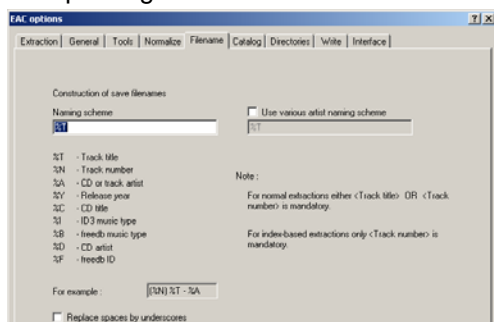 EAC options
Extraction General Tools Normalize Filename Catalog Directories Write Interface
Construction of save filenames
Naming scheme
%T
Use various artist naming scheme
%T
%T - Track title
%N - Track number
%A - CD or track artist
%Y - Release year
%C - CD title
%I - ID3 music type
%B - freedb music type
%D - CD artist
%F - freedb ID
Note :
For normal extractions either <Track title> OR <Track
number> is mandatory.
For index-based extractions only <Track number> is
mandatory.
For example : (%N) %T - %A
Replace spaces by underscores